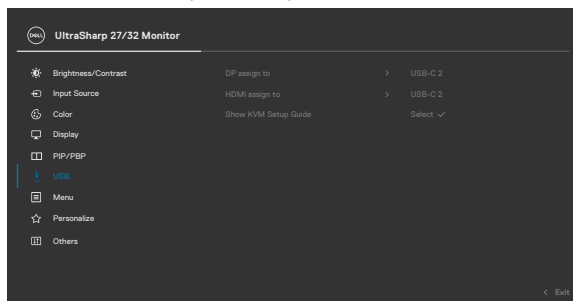 DELL UltraSharp 27/32 Monitor
Brightness/Contrast DP assign to > USB-C 2
Input Source HDMI assign to > USB-C 2
Color Show KVM Setup Guide Select ✓
Display
PIP/PBP
USB
Menu
Personalize
Others
< Exit